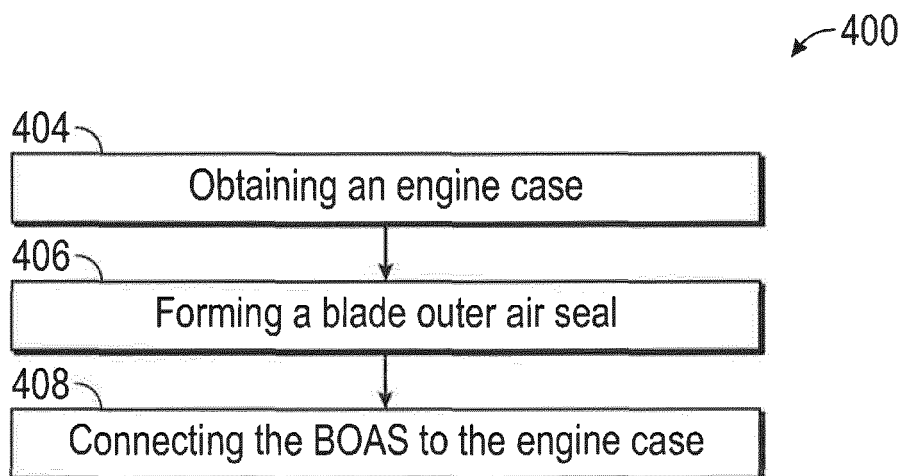 400
404
Obtaining an engine case
406
Forming a blade outer air seal
408
Connecting the BOAS to the engine case